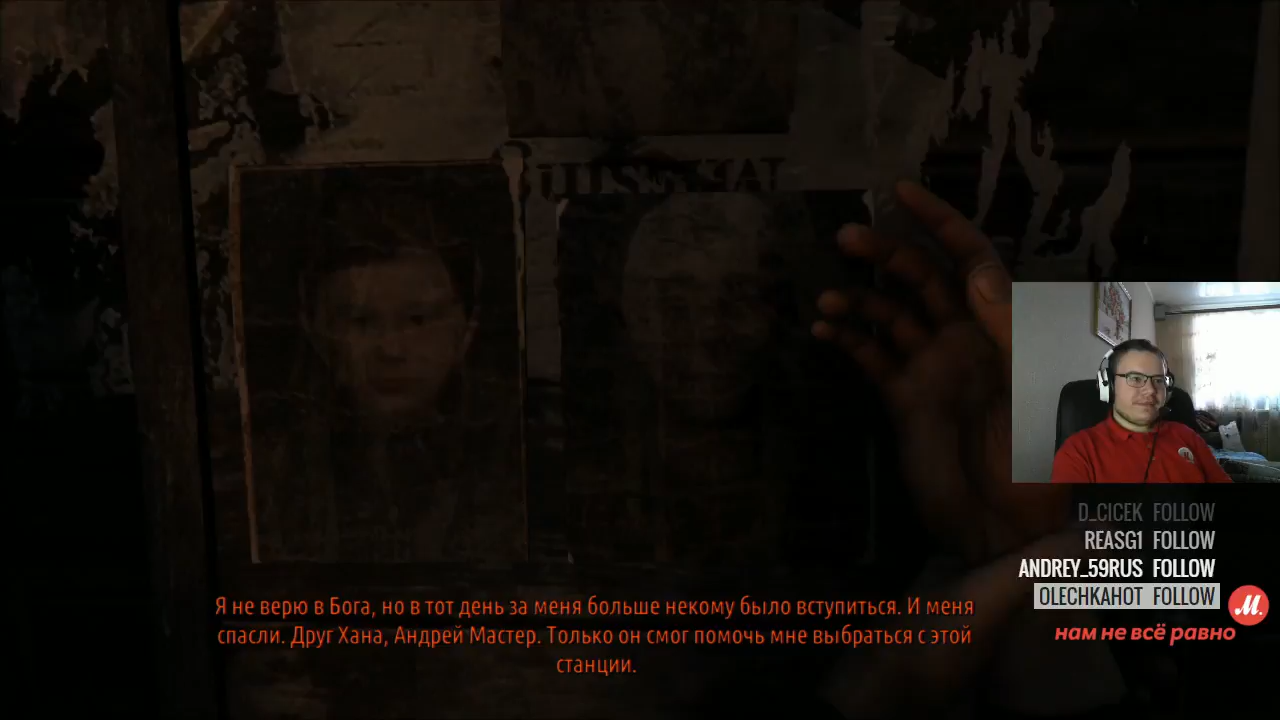 D_CICEK FOLLOW
REASG1 FOLLOW
ANDREY_59RUS FOLLOW
OLECHKAHOT FOLLOW
М.
нам не всё равно
Я не верю в Бога, но в тот день за меня больше некому было вступиться. И меня
спасли. Друг Хана, Андрей Мастер. Только он смог помочь мне выбраться с этой
станции.